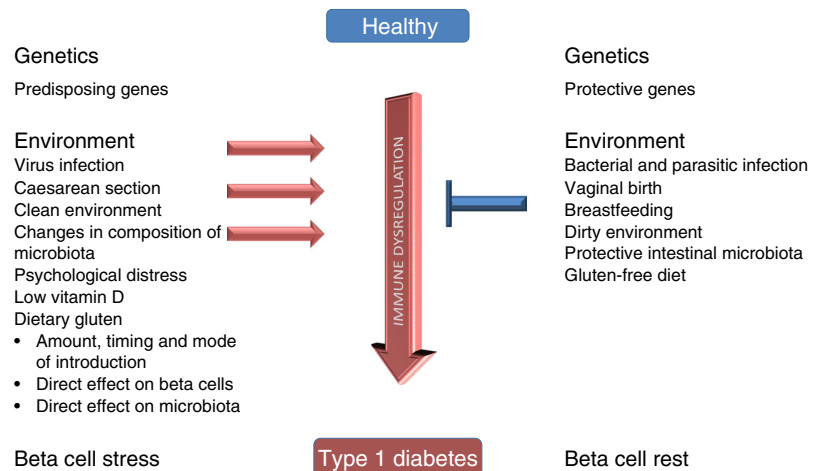 Healthy
Genetics
Predisposing genes
Environment
Virus infection
Caesarean section
Clean environment
Changes in composition of
microbiota
Psychological distress
Low vitamin D
Dietary gluten
• Amount, timing and mode
of introduction
• Direct effect on beta cells
• Direct effect on microbiota
Beta cell stress
IMMUNE DYSREGULATION
Type 1 diabetes
Genetics
Protective genes
Environment
Bacterial and parasitic infection
Vaginal birth
Breastfeeding
Dirty environment
Protective intestinal microbiota
Gluten-free diet
Beta cell rest